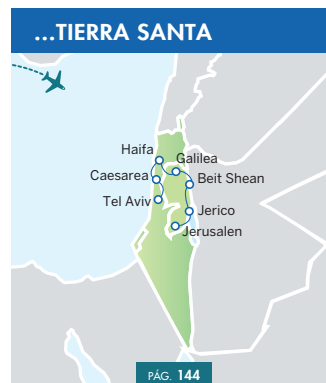 ...TIERRA SANTA
Haifa
Galilea
Caesarea
Beit Shean
Tel Aviv
Jerico
Jerusalen
PÁG. 144